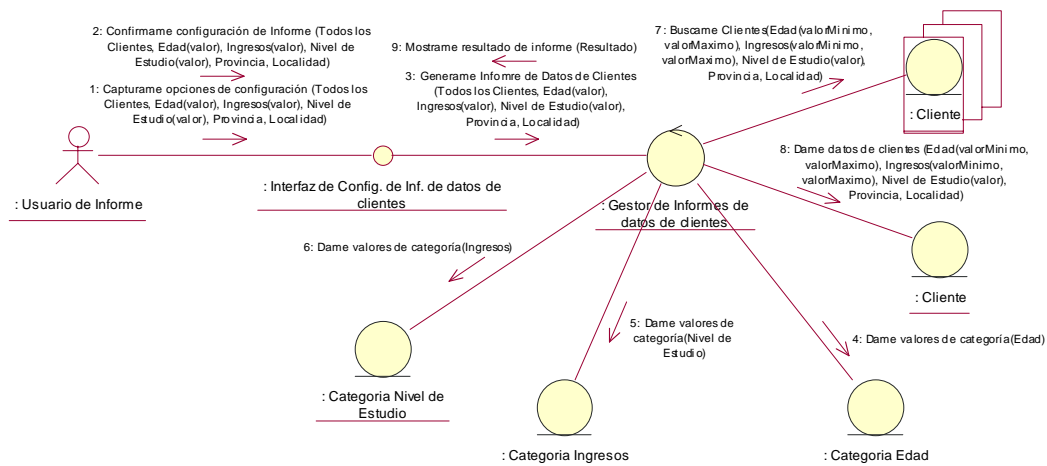 2: Confirmame configuración de Informe (Todos los
Clientes, Edad(valor), Ingresos(valor), Nivel de
Estudio(valor), Provincia, Localidad)
1: Capturame opciones de configuración (Todos los
Clientes, Edad(valor), Ingresos(valor), Nivel de
Estudio(valor), Provincia, Localidad)
9: Mostrame resultado de informe (Resultado)
3: Generame Infomre de Datos de Clientes
(Todos los Clientes, Edad(valor),
Ingresos(valor), Nivel de Estudio(valor),
Provincia, Localidad)
7: Buscame Clientes(Edad(valorMinimo,
valorMaximo), Ingresos(valorMinimo,
valorMaximo), Nivel de Estudio(valor),
Provincia, Localidad)
: Cliente
8: Dame datos de clientes (Edad(valorMinimo,
valorMaximo), Ingresos(valorMinimo,
valorMaximo), Nivel de Estudio(valor),
Provincia, Localidad)
: Usuario de Informe
: Interfaz de Config. de Inf. de datos de
clientes
: Gestor de Informes de
datos de clientes
6: Dame valores de categoría(Ingresos)
: Cliente
5: Dame valores de
categoría(Nivel de
Estudio)
4: Dame valores de categoría(Edad)
: Categoria Nivel de
Estudio
: Categoria Ingresos
: Categoria Edad